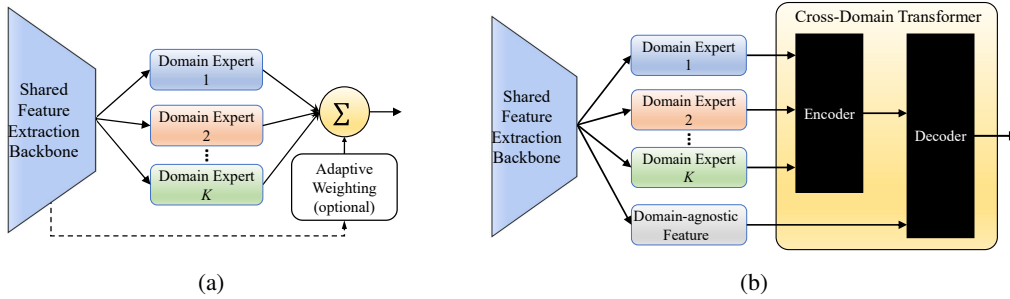 Shared
Feature
Extraction
Backbone
Domain Expert
1
Domain Expert
2
Domain Expert
K
Σ
Adaptive
Weighting
(optional)
(a)
Cross-Domain Transformer
Shared
Feature
Extraction
Backbone
Domain Expert
1
Domain Expert
2
Domain Expert
K
Domain-agnostic
Feature
Encoder
Decoder
(b)